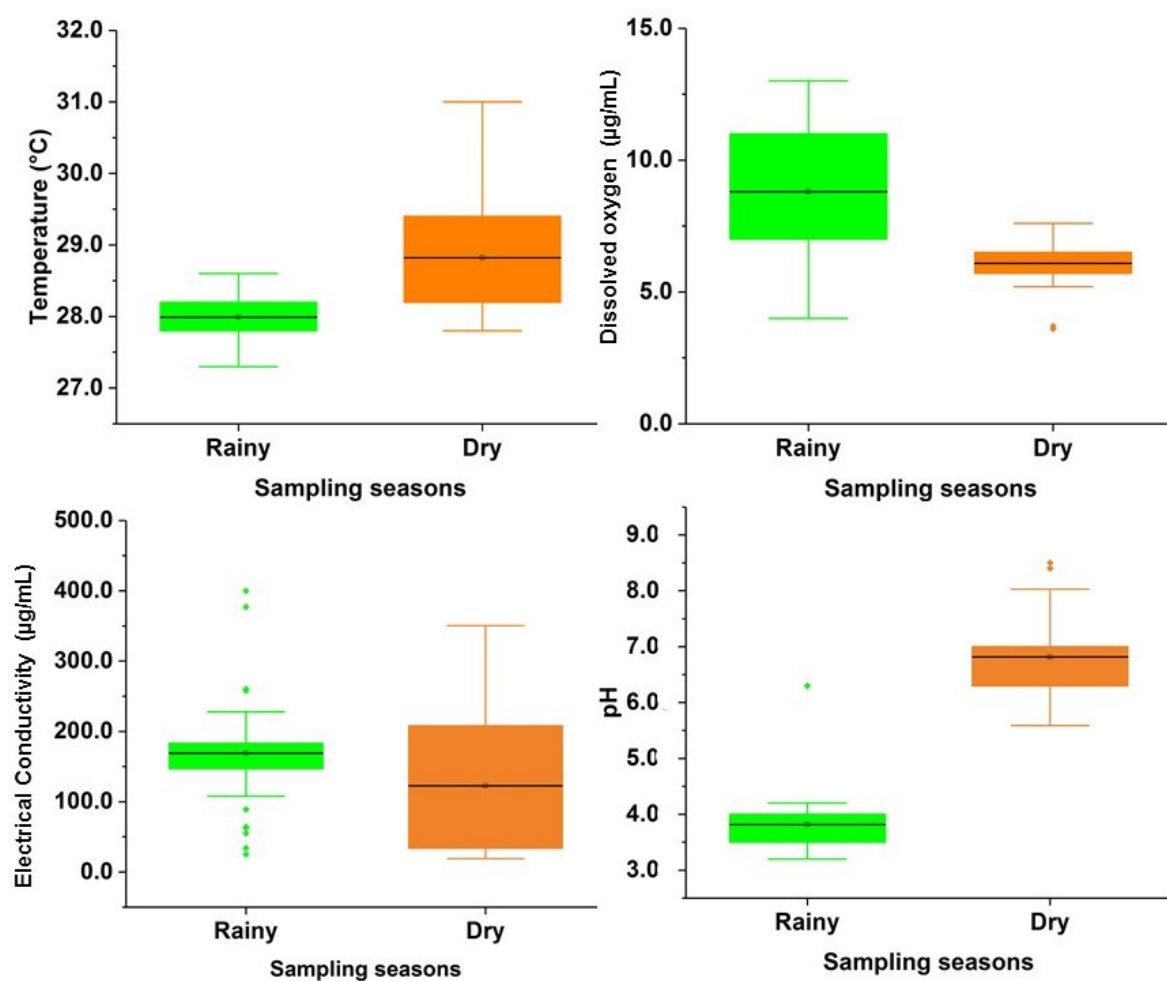 Temperature (°C)
32.0
31.0
30.0
29.0
28.0
27.0
Rainy Dry
Sampling seasons
Dissolved oxygen (µg/mL)
15.0
10.0
5.0
0.0
Rainy Dry
Sampling seasons
Electrical Conductivity (µg/mL)
500.0
400.0
300.0
200.0
100.0
0.0
Rainy Dry
Sampling seasons
pH
9.0
8.0
7.0
6.0
5.0
4.0
3.0
Rainy Dry
Sampling seasons